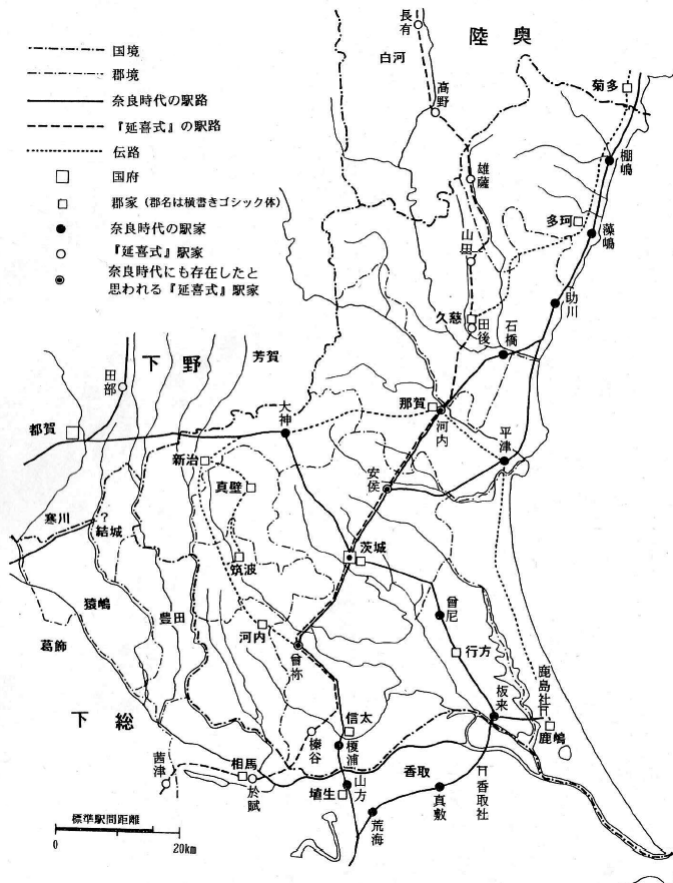 国境
郡境
奈良時代の駅路
『延喜式』の駅路
伝路
国府
郡家（郡名は横書きゴシック体）
奈良時代の駅家
『延喜式』駅家
奈良時代にも存在したと
思われる『延喜式』駅家
陸奥
長有
白河
高野
菊多
棚嶋
雄薩
多珂
藻嶋
山田
助川
久慈
田後
石橋
下野
芳賀
田部
大神
那賀
河内
都賀
平津
新治
安侯
真壁
寒川
?
結城
筑波
茨城
猿嶋
豊田
曾尼
葛飾
河内
曾祢
行方
鹿島社
板来
下総
信太
鹿嶋
榛谷
榎浦
茜津
相馬
於賦
山方
香取
香取社
埴生
真敷
荒海
標準駅間距離
0
20km